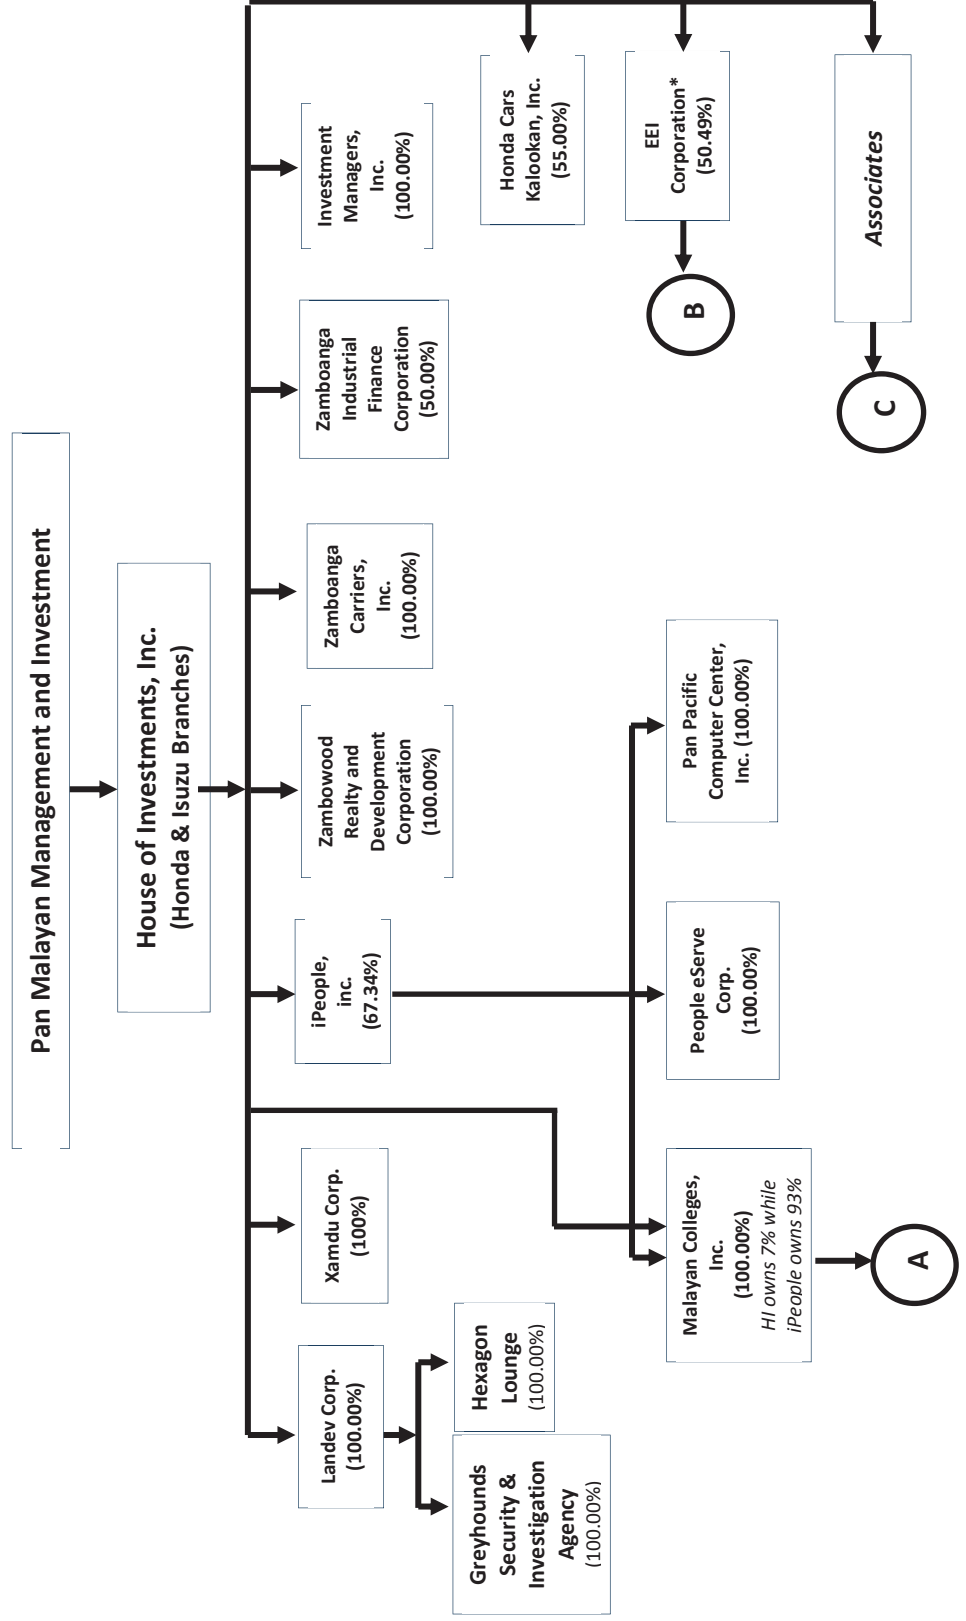 Pan Malayan Management and Investment
House of Investments, Inc.
(Honda & Isuzu Branches)
Landev Corp.
(100.00%)
Xamdu Corp.
(100%)
iPeople,
inc.
(67.34%)
Zambowood
Realty and
Development
Corporation
(100.00%)
Zamboanga
Carriers,
Inc.
(100.00%)
Zamboanga
Industrial
Finance
Corporation
(50.00%)
Investment
Managers,
Inc.
(100.00%)
Greyhounds
Security &
Investigation
Agency
(100.00%)
Hexagon
Lounge
(100.00%)
Honda Cars
Kalookan, Inc.
(55.00%)
EEI
Corporation*
(50.49%)
B
Malayan Colleges,
Inc.
(100.00%)
HI owns 7% while
iPeople owns 93%
People eServe
Corp.
(100.00%)
Pan Pacific
Computer Center,
Inc. (100.00%)
Associates
C
A